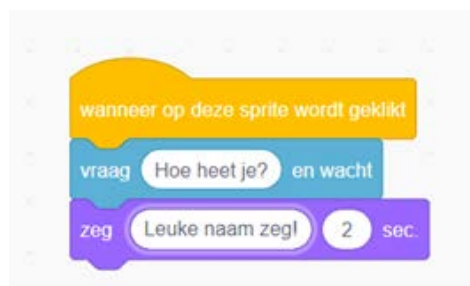 wanneer op deze sprite wordt geklikt
vraag Hoe heet je? en wacht
zeg Leuke naam zeg! 2 sec.